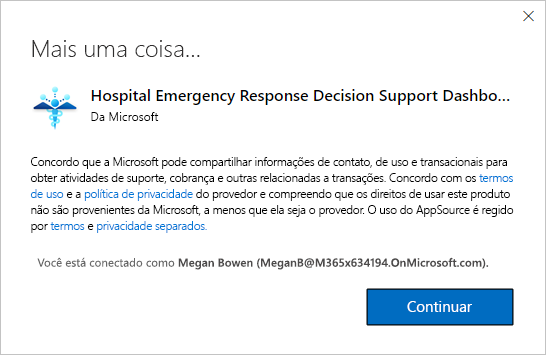 Mais uma coisa...
Hospital Emergency Response Decision Support Dashbo...
Da Microsoft
Concordo que a Microsoft pode compartilhar informações de contato, de uso e transacionais para
obter atividades de suporte, cobrança e outras relacionadas a transações. Concordo com os termos
de uso e a política de privacidade do provedor e compreendo que os direitos de usar este produto
não são provenientes da Microsoft, a menos que ela seja o provedor. O uso do AppSource é regido
por termos e privacidade separados.
Você está conectado como Megan Bowen (MeganB@M365x634194.OnMicrosoft.com).
Continuar